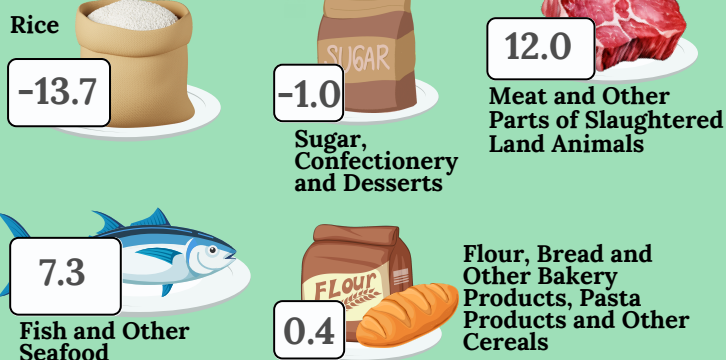 Rice
-13.7
SUGAR
-1.0
Sugar,
Confectionery
and Desserts
12.0
Meat and Other
Parts of Slaughtered
Land Animals
7.3
Fish and Other
Seafood
FLOUR
0.4
Flour, Bread and
Other Bakery
Products, Pasta
Products and Other
Cereals